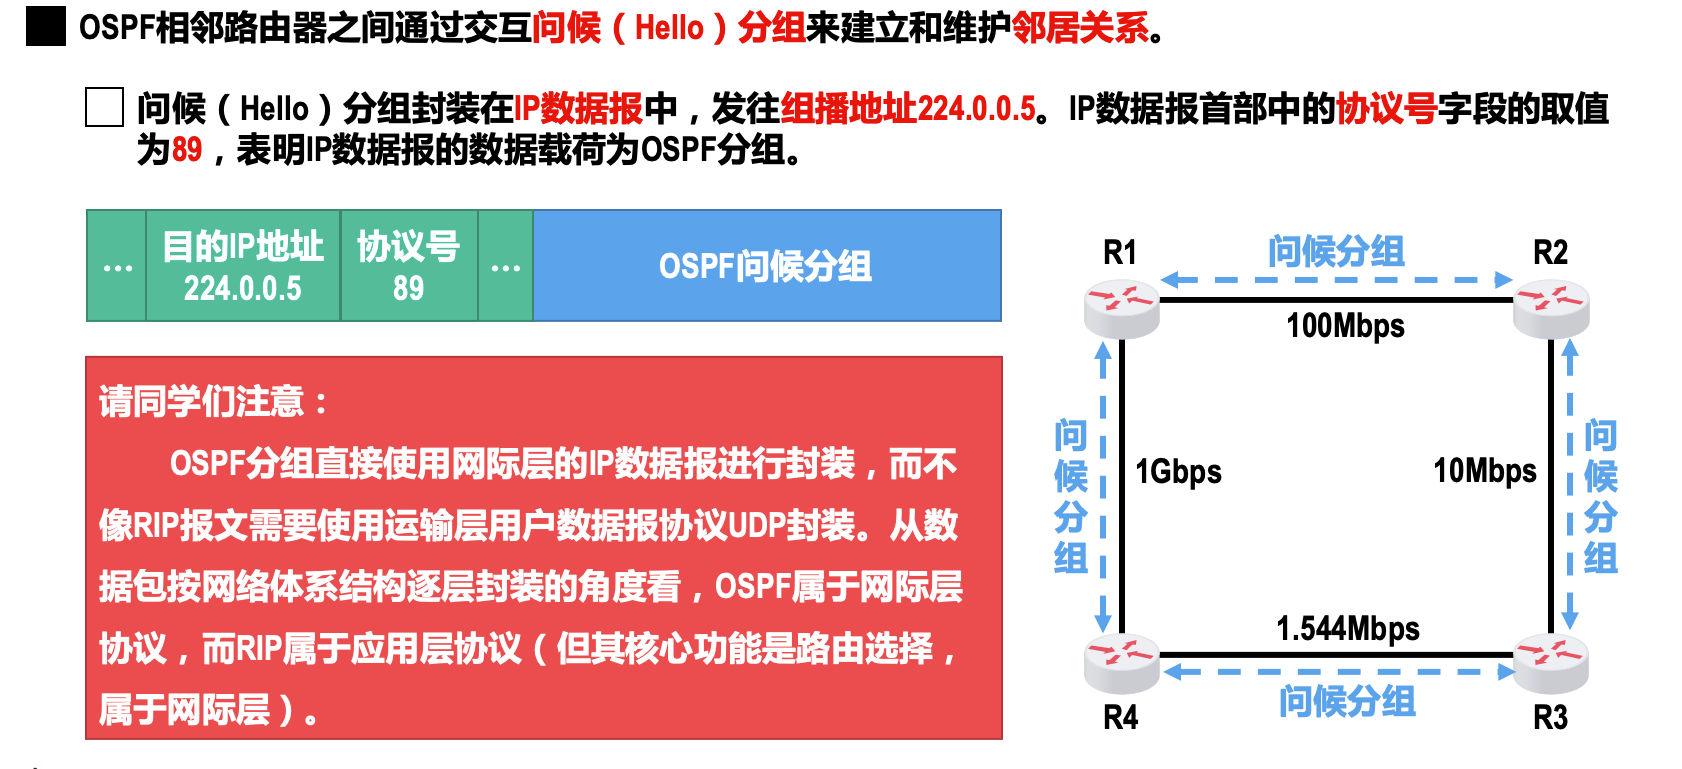 OSPF相邻路由器之间通过交互问候（Hello）分组来建立和维护邻居关系。
问候（Hello）分组封装在IP数据报中，发往组播地址224.0.0.5。IP数据报首部中的协议号字段的取值
为89，表明IP数据报的数据载荷为OSPF分组。
…
目的IP地址
224.0.0.5
协议号
89
…
OSPF问候分组
请同学们注意：
OSPF分组直接使用网际层的IP数据报进行封装，而不
像RIP报文需要使用运输层用户数据报协议UDP封装。从数
据包按网络体系结构逐层封装的角度看，OSPF属于网际层
协议，而RIP属于应用层协议（但其核心功能是路由选择，
属于网际层）。
R1
问候分组
R2
100Mbps
问候分组
1Gbps
10Mbps
问候分组
1.544Mbps
问候分组
R4
R3